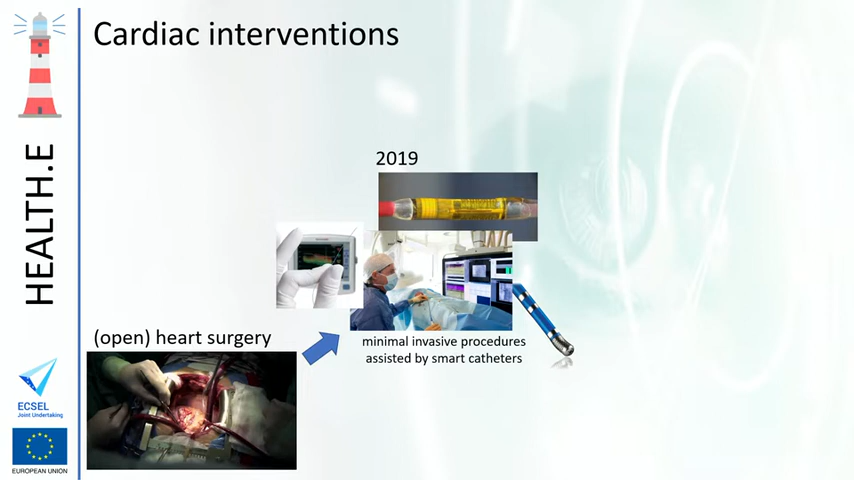 Cardiac interventions
HEALTH.E
2019
(open) heart surgery
minimal invasive procedures
assisted by smart catheters
ECSEL
Joint Undertaking
EUROPEAN UNION